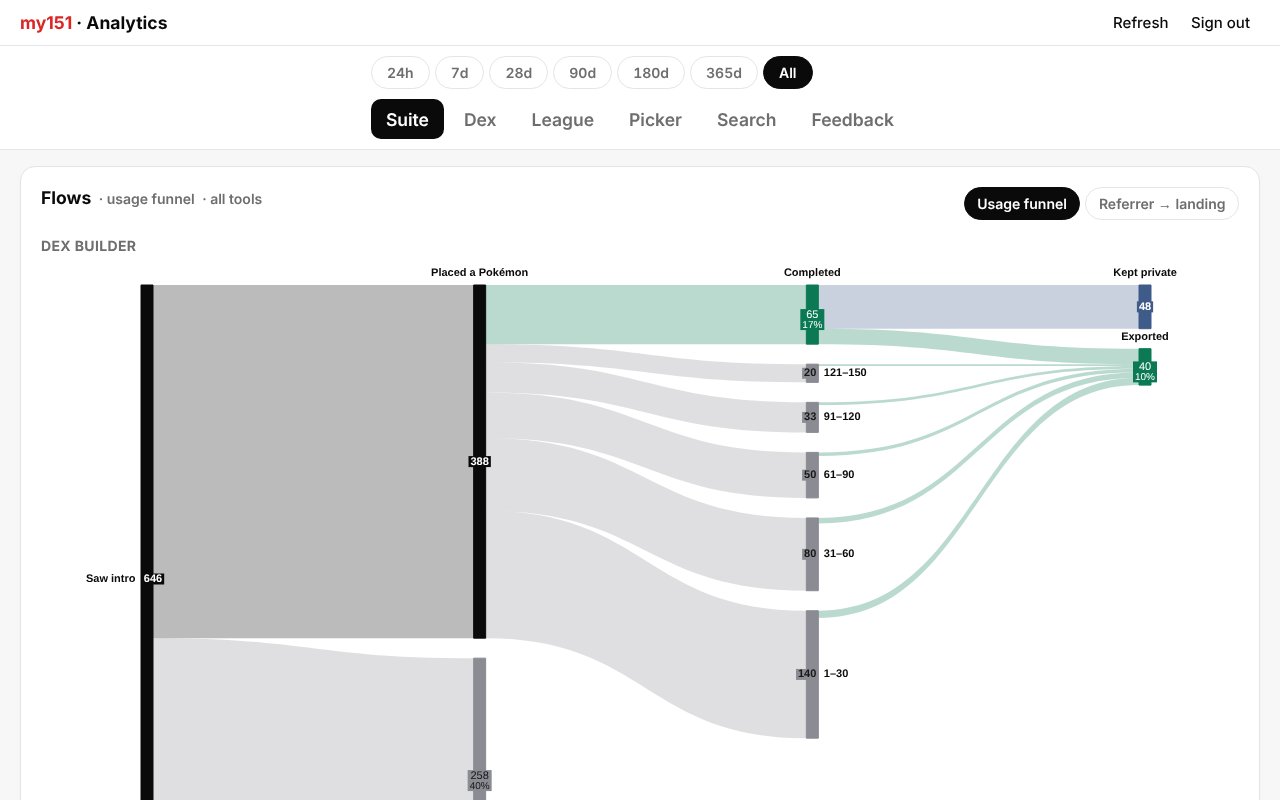 my151 · Analytics
Refresh
Sign out
24h
7d
28d
90d
180d
365d
All
Suite
Dex
League
Picker
Search
Feedback
Flows · usage funnel · all tools
Usage funnel
Referrer → landing
DEX BUILDER
Placed a Pokémon
Completed
Kept private
65
17%
48
Exported
40
10%
20 121–150
33 91–120
388
50 61–90
80 31–60
Saw intro 646
140 1–30
258
40%